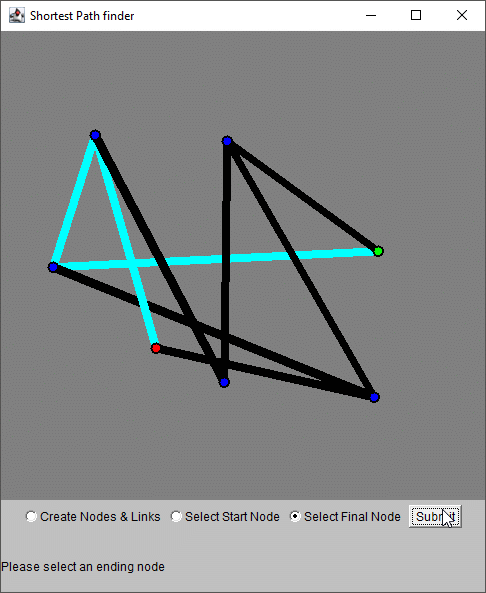 Shortest Path finder
Create Nodes & Links Select Start Node Select Final Node Submit
Please select an ending node